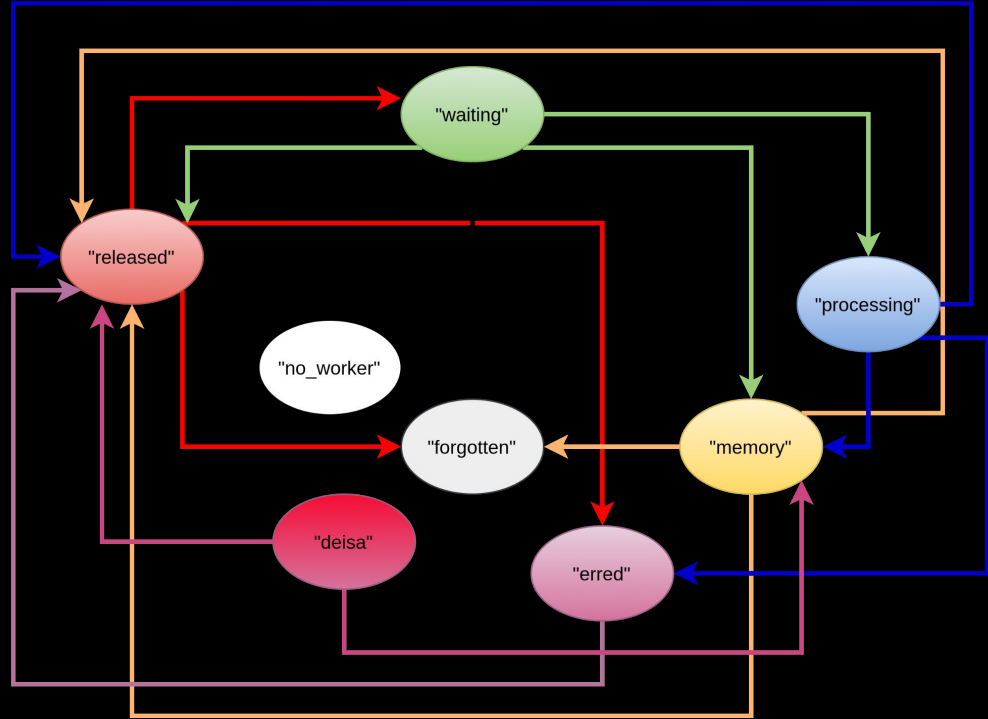 "waiting"
"released"
"processing"
"no_worker"
"forgotten"
"memory"
"deisa"
"erred"